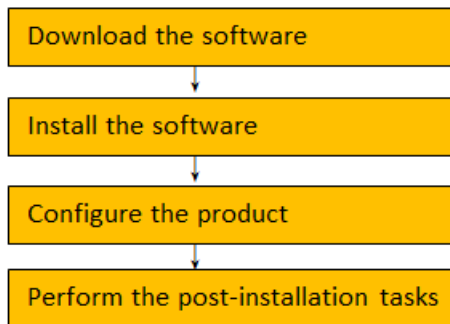 Download the software
Install the software
Configure the product
Perform the post-installation tasks